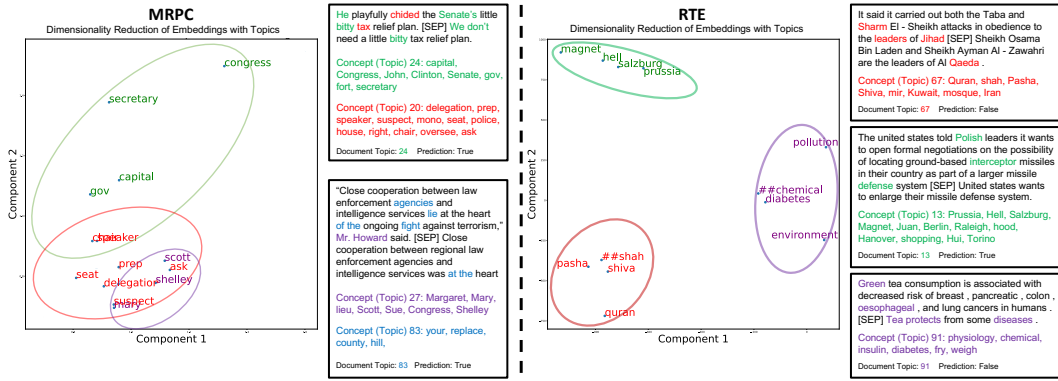 MRPC
Dimensionality Reduction of Embeddings with Topics
congress
secretary
capital
gov
speaker
prep
seat
delegation
suspect
mary
scott
ask
shelley
Component 1
Component 2
He playfully chided the Senate's little
bitty tax relief plan. [SEP] We don't
need a little bitty tax relief plan.
Concept (Topic) 24: capital,
Congress, John, Clinton, Senate, gov,
fort, secretary
Concept (Topic) 20: delegation, prep,
speaker, suspect, mono, seat, police,
house, right, chair, oversee, ask
Document Topic: 24 Prediction: True
"Close cooperation between law
enforcement agencies and
intelligence services lie at the heart
of the ongoing fight against terrorism,"
Mr. Howard said. [SEP] Close
cooperation between regional law
enforcement agencies and
intelligence services was at the heart
Concept (Topic) 27: Margaret, Mary,
lieu, Scott, Sue, Congress, Shelley
Concept (Topic) 83: your, replace,
county, hill,
Document Topic: 83 Prediction: True
RTE
Dimensionality Reduction of Embeddings with Topics
magnet
hell
salzburg
prussia
pollution
##chemical
diabetes
environment
##shah
pasha
shiva
quran
Component 1
Component 2
It said it carried out both the Taba and
Sharm El - Sheikh attacks in obedience to
the leaders of Jihad [SEP] Sheikh Osama
Bin Laden and Sheikh Ayman Al - Zawahri
are the leaders of Al Qaeda .
Concept (Topic) 67: Quran, shah, Pasha,
Shiva, mir, Kuwait, mosque, Iran
Document Topic: 67 Prediction: False
The united states told Polish leaders it wants
to open formal negotiations on the possibility
of locating ground-based interceptor missiles
in their country as part of a larger missile
defense system [SEP] United states wants
to enlarge their missile defense system.
Concept (Topic) 13: Prussia, Hell, Salzburg,
Magnet, Juan, Berlin, Raleigh, hood,
Hanover, shopping, Hui, Torino
Document Topic: 13 Prediction: True
Green tea consumption is associated with
decreased risk of breast , pancreatic , colon ,
oesophageal , and lung cancers in humans .
[SEP] Tea protects from some diseases .
Concept (Topic) 91: physiology, chemical,
insulin, diabetes, fry, weigh
Document Topic: 91 Prediction: False